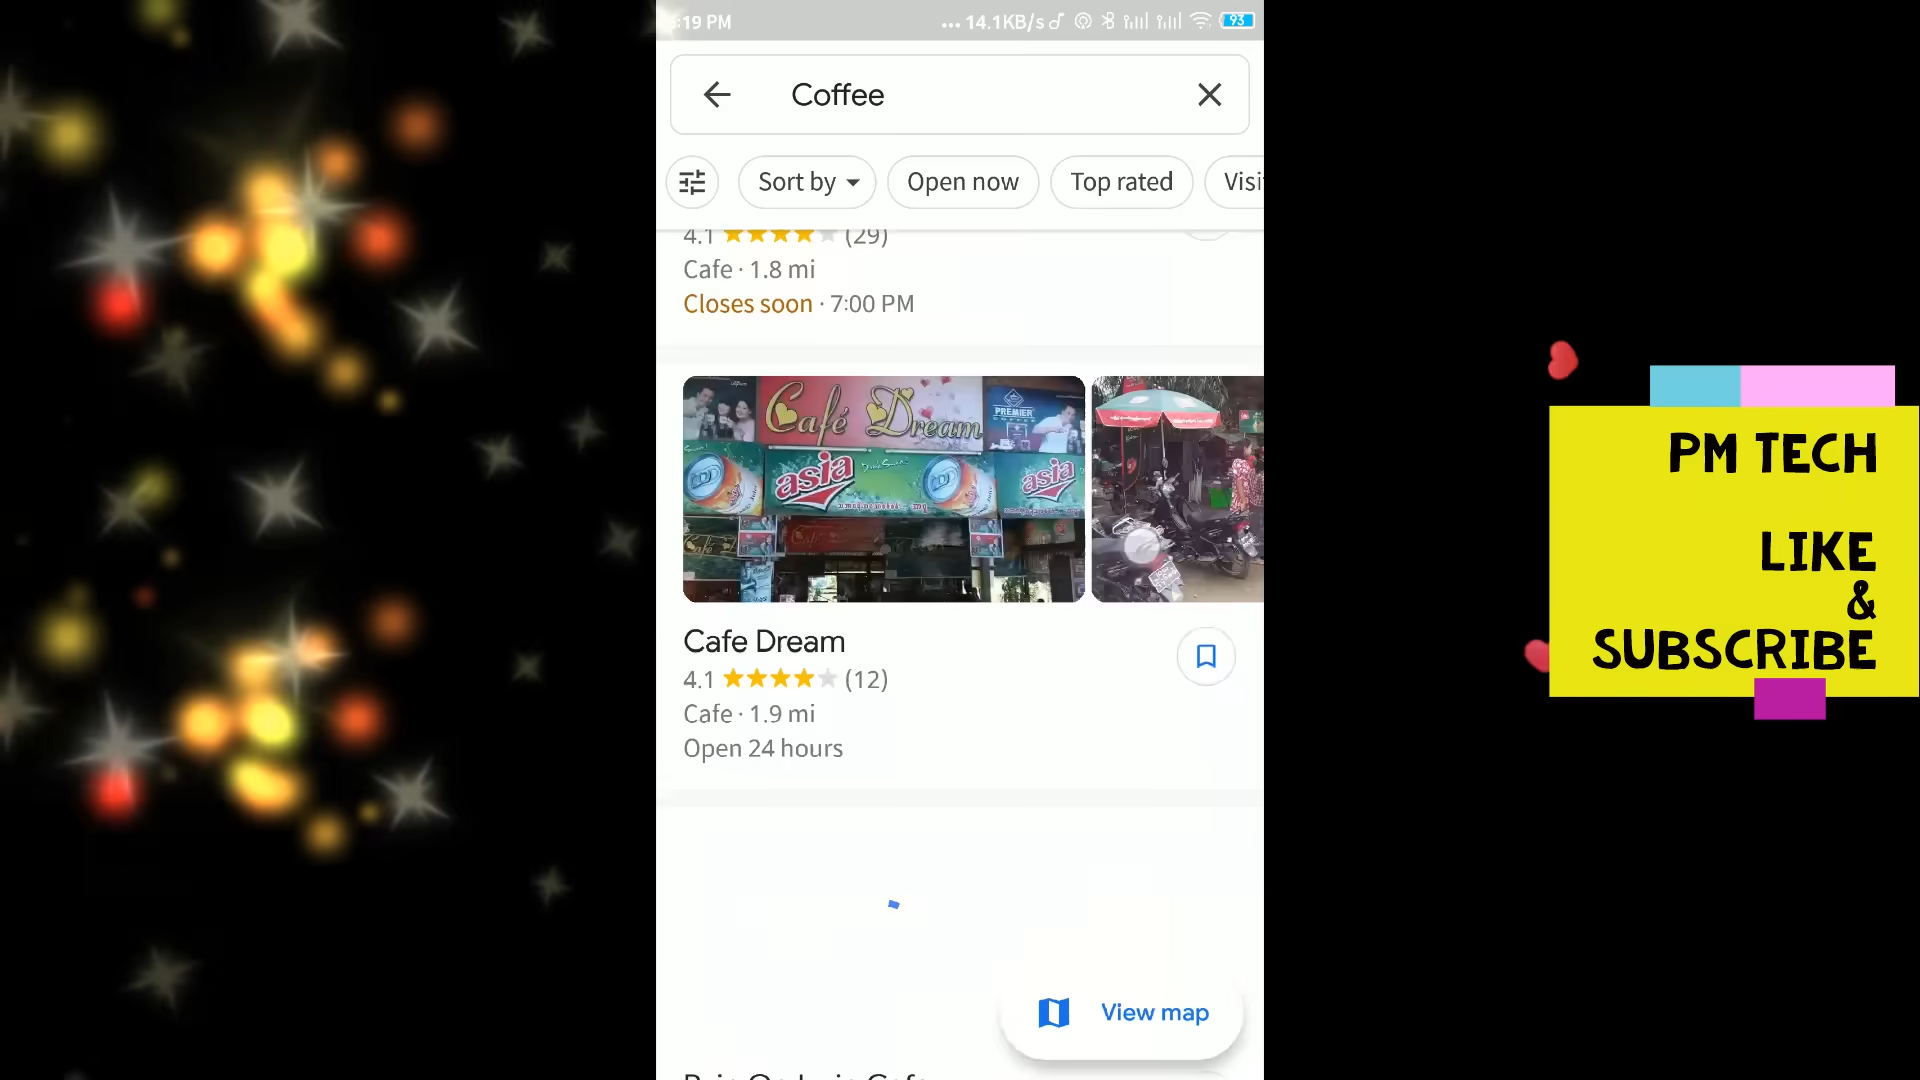 :19 PM
... 14.1KB/s
93
Coffee
Sort by
Open now
Top rated
Visi
4.1 (29)
Cafe · 1.8 mi
Closes soon · 7:00 PM
Café Dream
PREMIER
asia
asia
Cafe Dream
4.1 (12)
Cafe · 1.9 mi
Open 24 hours
View map
PM TECH
LIKE
&
SUBSCRIBE